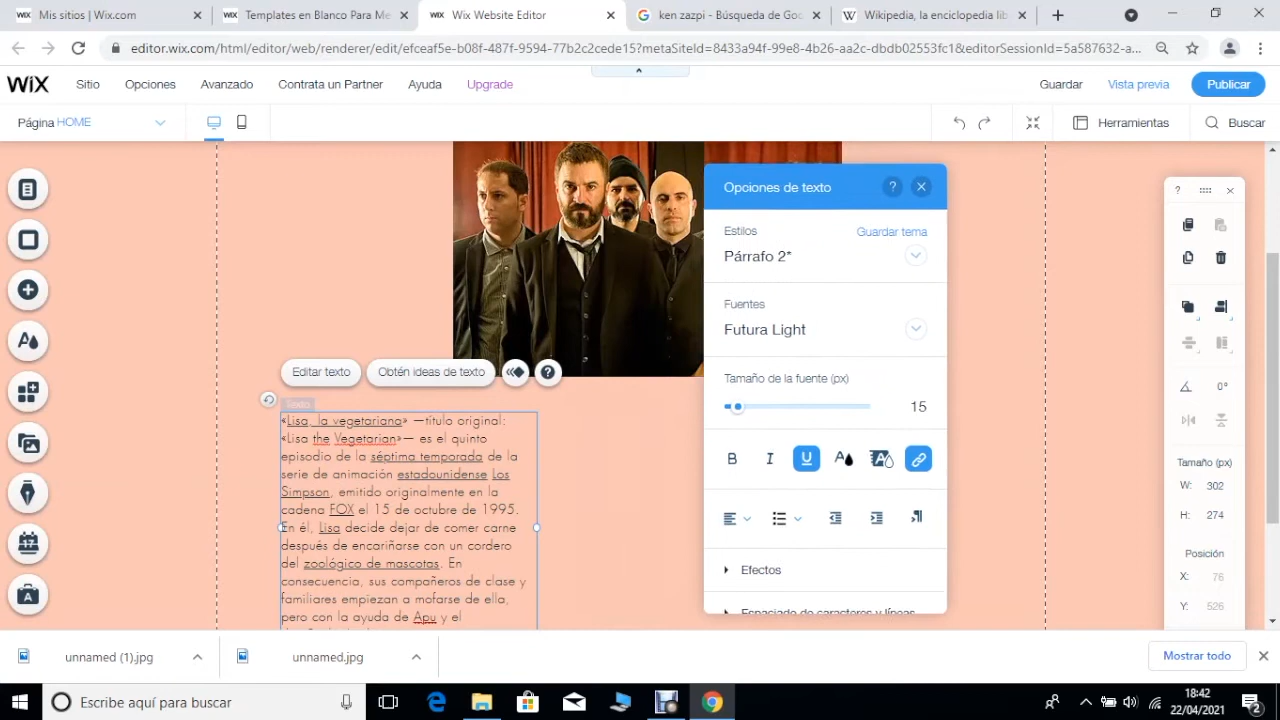 Mis sitios | Wix.com
Templates en Blanco Para Me
Wix Website Editor
ken zazpi - Búsqueda de Goo
Wikipedia, la enciclopedia lib
editor.wix.com/html/editor/web/renderer/edit/efceaf5e-b08f-487f-9594-77b2c2cede15?metaSiteId=8433a94f-99e8-4b26-aa2c-dbdb02553fc1&editorSessionId=5a587632-a...
WiX
Sitio
Opciones
Avanzado
Contrata un Partner
Ayuda
Upgrade
Guardar
Vista previa
Publicar
Página HOME
Herramientas
Buscar
Opciones de texto
?
Estilos
Guardar tema
Párrafo 2*
Fuentes
Futura Light
Tamaño de la fuente (px)
15
B I U A A
Efectos
Espaciado de caracteres y líneas
Editar texto
Obtén ideas de texto
?
Texto
«Lisa, la vegetariana» —título original:
«Lisa the Vegetarian»— es el quinto
episodio de la séptima temporada de la
serie de animación estadounidense Los
Simpson, emitido originalmente en la
cadena FOX el 15 de octubre de 1995.
En él, Lisa decide dejar de comer carne
después de encariñarse con un cordero
del zoológico de mascotas. En
consecuencia, sus compañeros de clase y
familiares empiezan a mofarse de ella,
pero con la ayuda de Apu y el
?
0°
Tamaño (px)
W: 302
H: 274
Posición
X: 76
Y: 526
17
A
unnamed (1).jpg
unnamed.jpg
Mostrar todo
Escribe aquí para buscar
18:42
22/04/2021
2